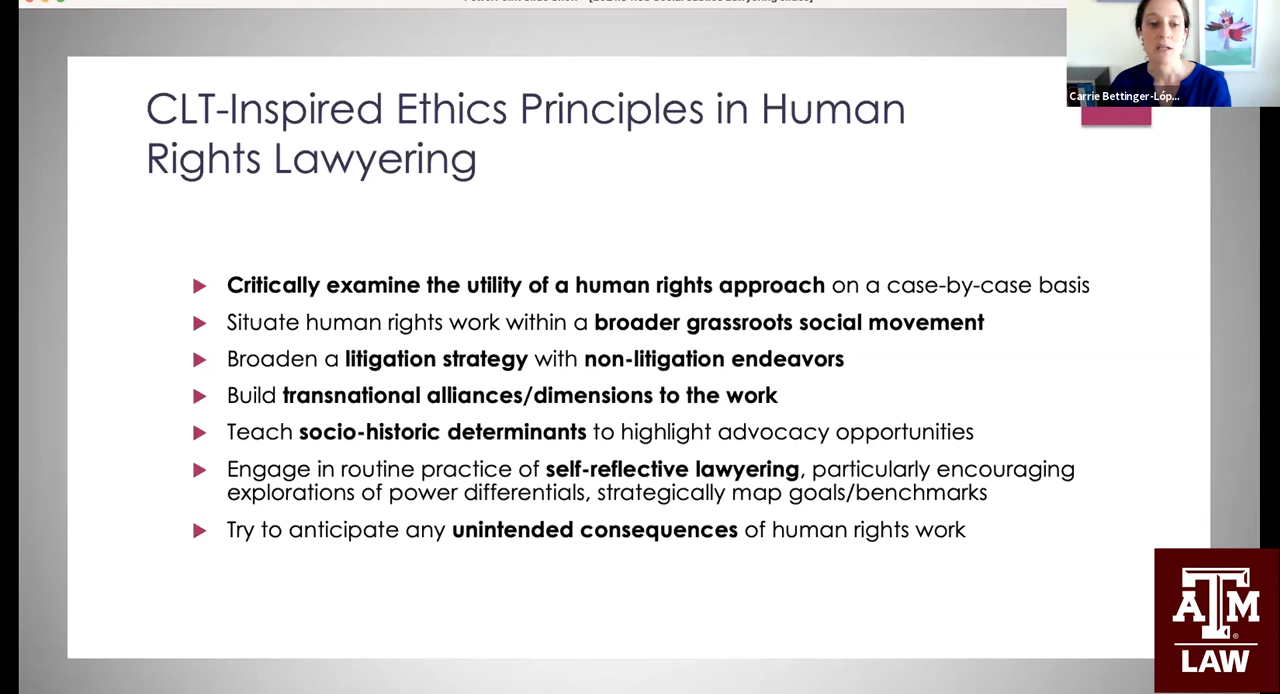 CLT-Inspired Ethics Principles in Human
Rights Lawyering
Carrie Bettinger-Lóp...
Critically examine the utility of a human rights approach on a case-by-case basis
Situate human rights work within a broader grassroots social movement
Broaden a litigation strategy with non-litigation endeavors
Build transnational alliances/dimensions to the work
Teach socio-historic determinants to highlight advocacy opportunities
Engage in routine practice of self-reflective lawyering, particularly encouraging
explorations of power differentials, strategically map goals/benchmarks
Try to anticipate any unintended consequences of human rights work
ATM
LAW